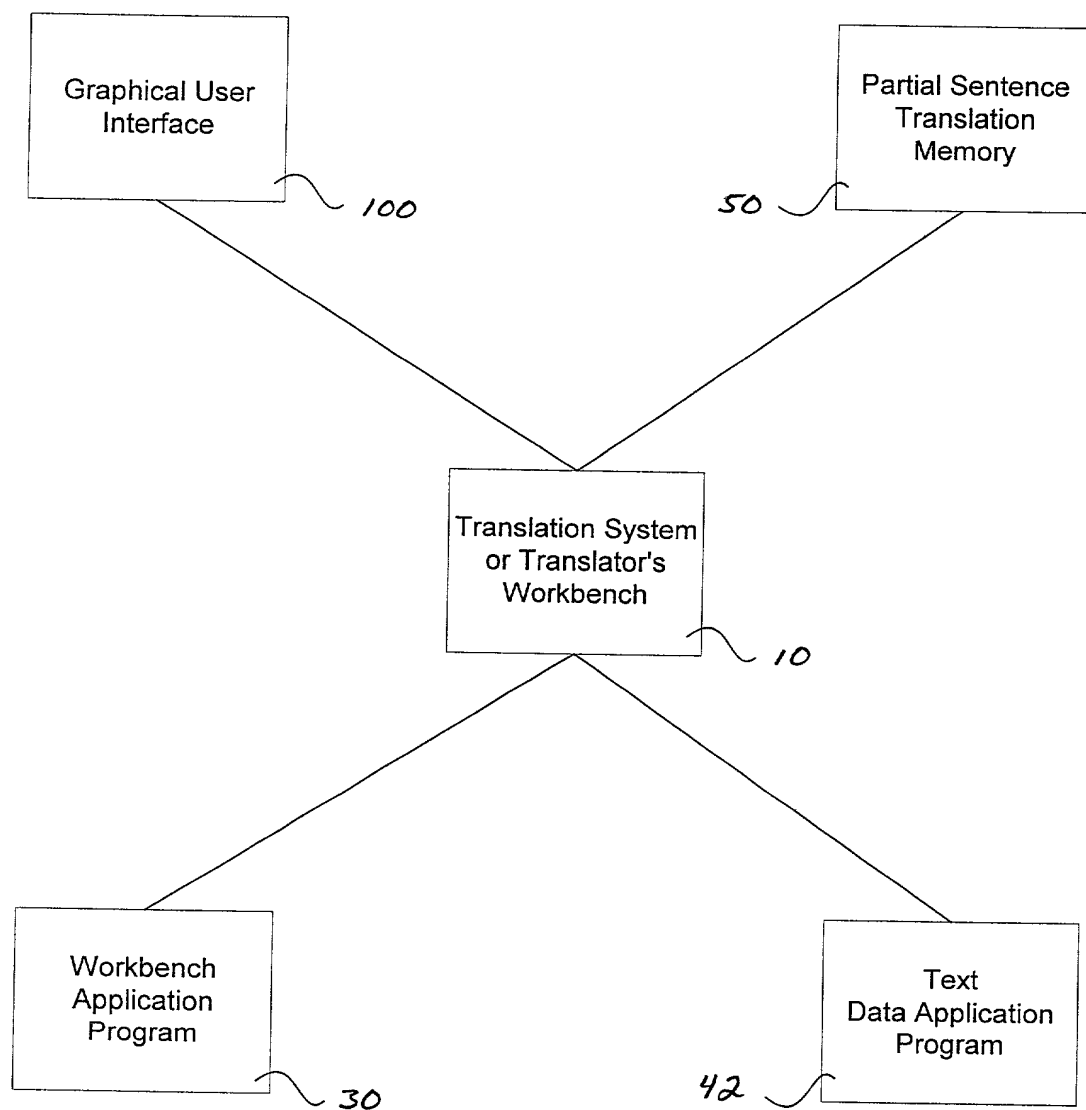 Graphical User
Interface
100
Partial Sentence
Translation
Memory
50
Translation System
or Translator's
Workbench
10
Workbench
Application
Program
30
Text
Data Application
Program
42